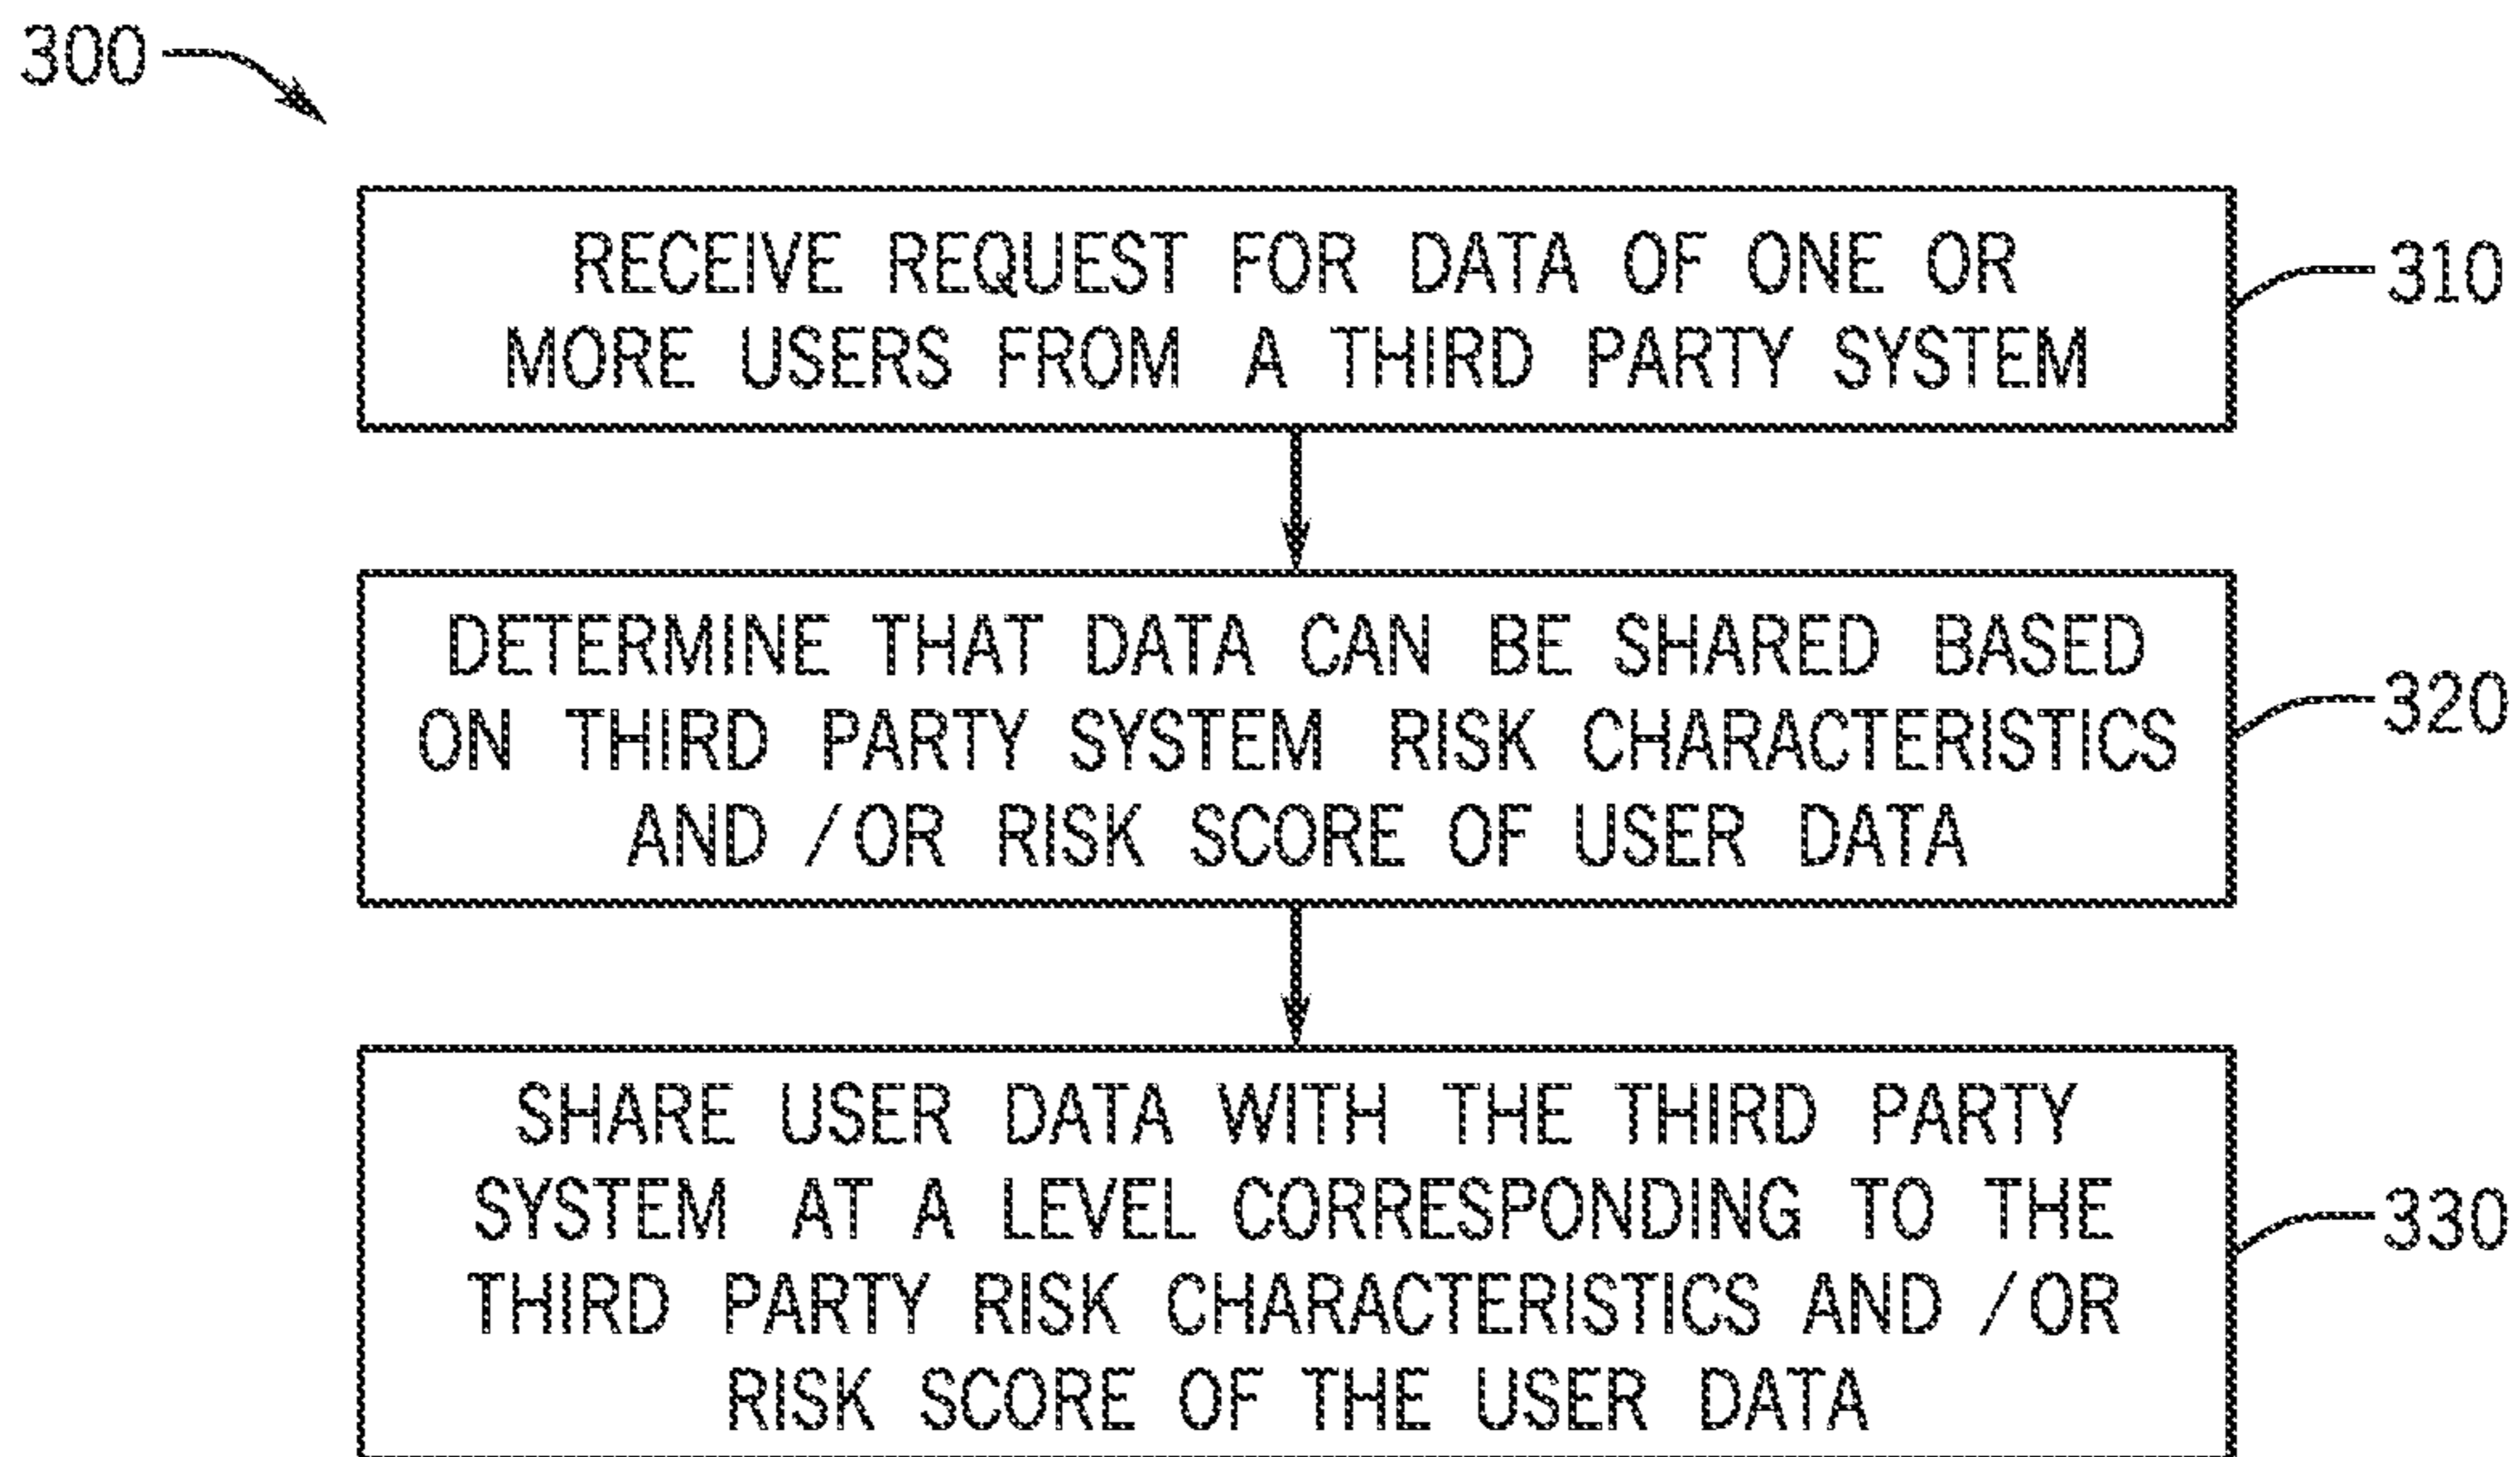 300
RECEIVE REQUEST FOR DATA OF ONE OR
MORE USERS FROM A THIRD PARTY SYSTEM
310
DETERMINE THAT DATA CAN BE SHARED BASED
ON THIRD PARTY SYSTEM RISK CHARACTERISTICS
AND /OR RISK SCORE OF USER DATA
320
SHARE USER DATA WITH THE THIRD PARTY
SYSTEM AT A LEVEL CORRESPONDING TO THE
THIRD PARTY RISK CHARACTERISTICS AND /OR
RISK SCORE OF THE USER DATA
330